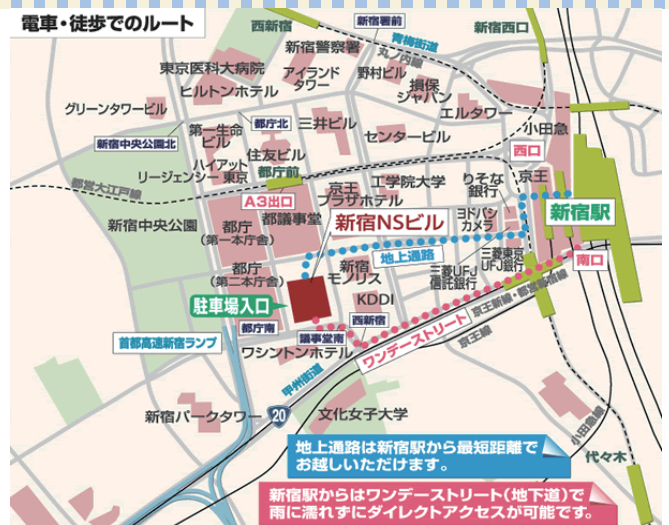 電車・徒歩でのルート
西新宿
新宿署前
新宿西口
青梅街道
丸ノ内線
新宿警察署
東京医科大病院
アイランド
タワー
野村ビル
損保
ジャパン
ヒルトンホテル
エルタワー
グリーンタワービル
都庁北
三井ビル
小田急
第一生命
ビル
センタービル
新宿中央公園北
住友ビル
西口
ハイアット
リージェンシー 東京
都庁前
工学院大学
りそな
銀行
京王
都営大江戸線
A3出口
京王
プラザホテル
新宿駅
新宿中央公園
都庁
(第一本庁舎)
都議事堂
新宿NSビル
ヨドバシ
カメラ
地上通路
三菱東京
UFJ銀行
南口
都庁
(第二本庁舎)
新宿
モノリス
三菱UFJ
信託銀行
駐車場入口
KDDI
京王新線・都営新宿線
都庁南
西新宿
議事堂南
ワンデーストリート
京王線
首都高速新宿ランプ
ワシントンホテル
甲州街道
新宿パークタワー
20
文化女子大学
小田急線
代々木
地上通路は新宿駅から最短距離で
お越しいただけます。
新宿駅からはワンデーストリート(地下道)で
雨に濡れずにダイレクトアクセスが可能です。